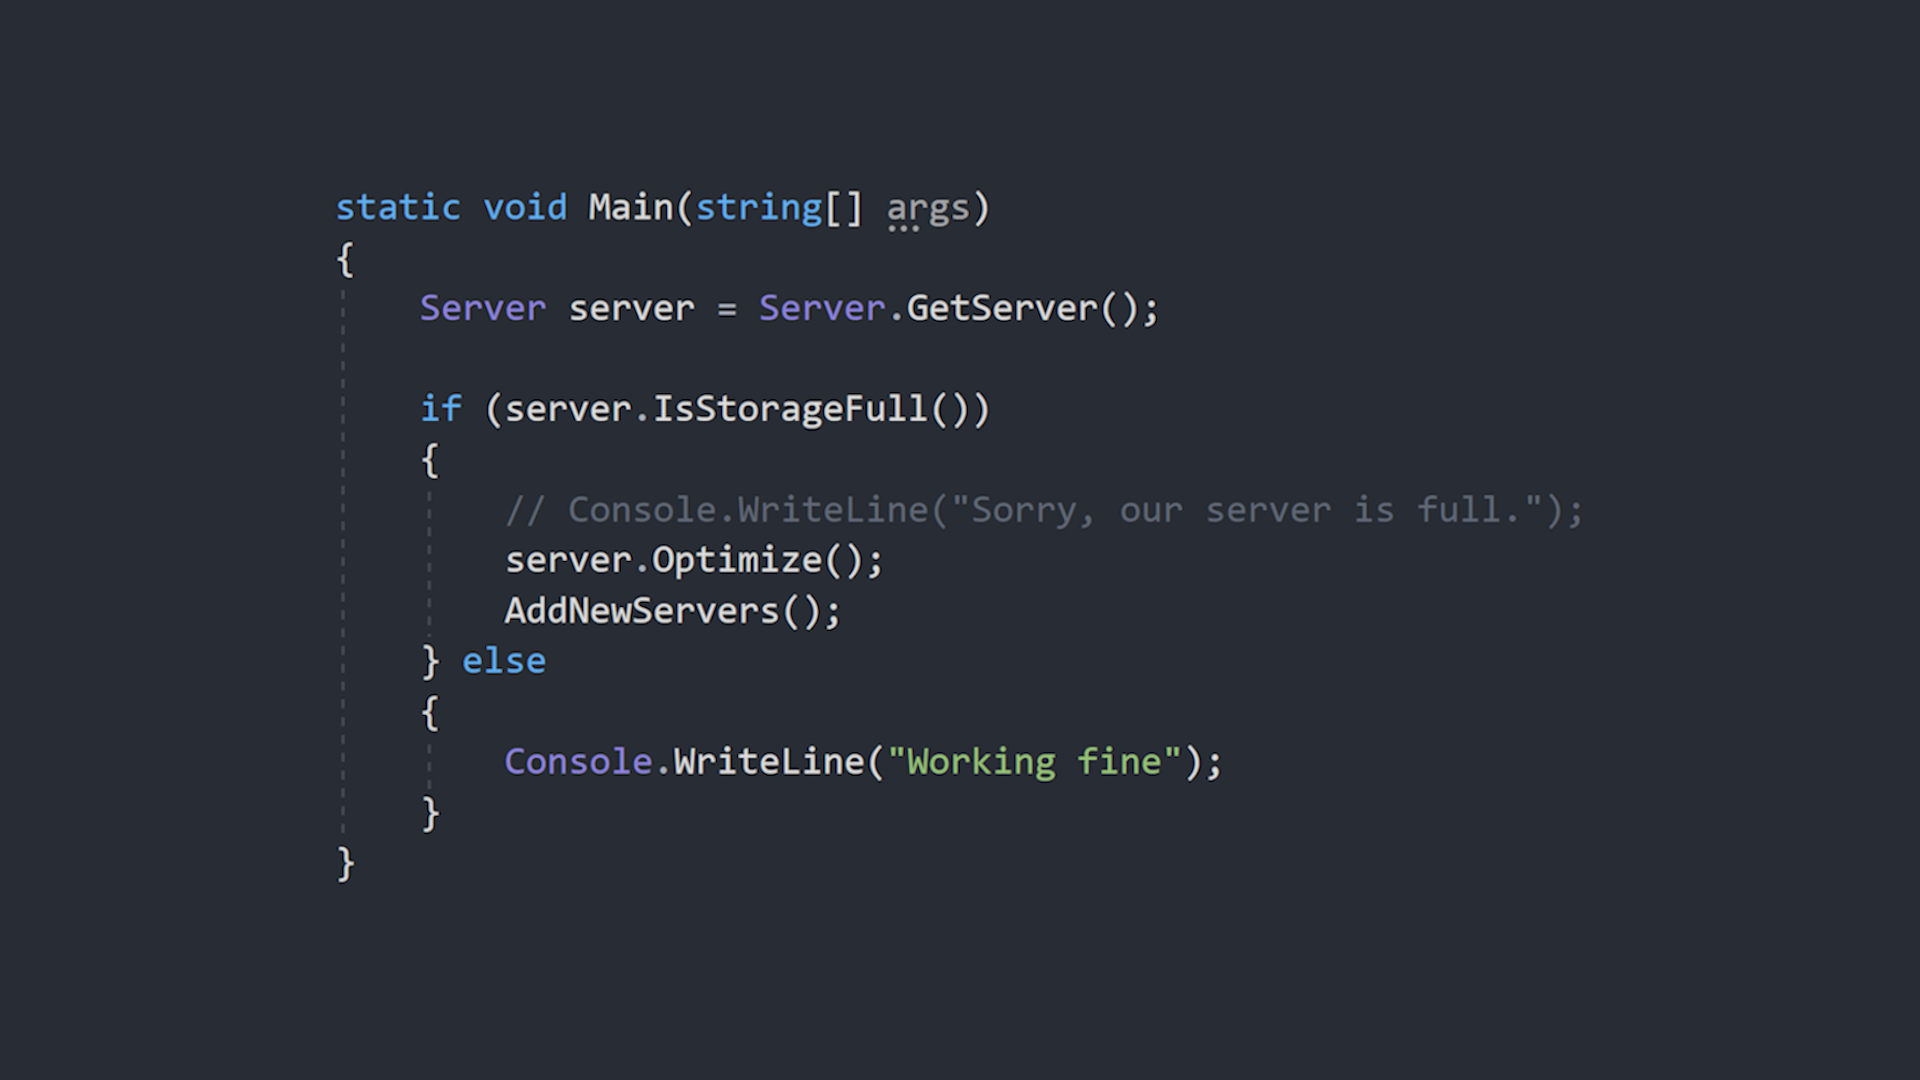 static void Main(string[] args)
{
    Server server = Server.GetServer();

    if (server.IsStorageFull())
    {
        // Console.WriteLine("Sorry, our server is full.");
        server.Optimize();
        AddNewServers();
    } else
    {
        Console.WriteLine("Working fine");
    }
}